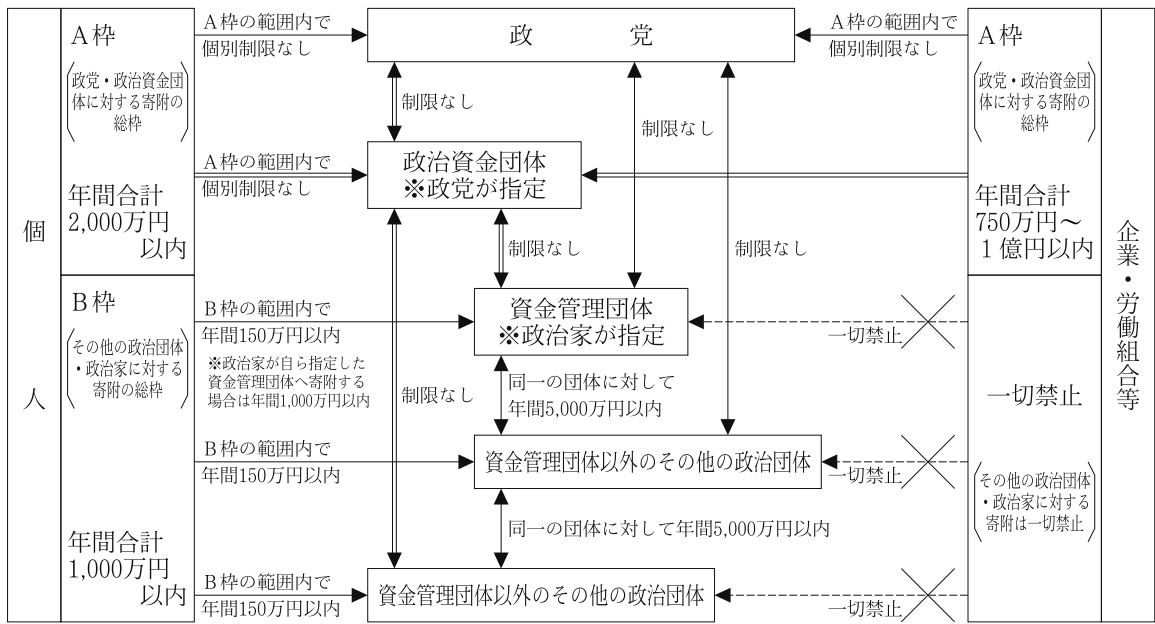 個人
A枠
政党・政治資金団
体に対する寄附の
総枠
年間合計
2,000万円
以内
B枠
その他の政治団体
・政治家に対する
寄附の総枠
年間合計
1,000万円
以内
A枠の範囲内で
個別制限なし
A枠の範囲内で
個別制限なし
B枠の範囲内で
年間150万円以内
※政治家が自ら指定した
資金管理団体へ寄附する
場合は年間1,000万円以内
B枠の範囲内で
年間150万円以内
B枠の範囲内で
年間150万円以内
政党
制限なし
制限なし
政治資金団体
※政党が指定
制限なし
制限なし
資金管理団体
※政治家が指定
制限なし
同一の団体に対して
年間5,000万円以内
資金管理団体以外のその他の政治団体
同一の団体に対して年間5,000万円以内
資金管理団体以外のその他の政治団体
A枠の範囲内で
個別制限なし
一切禁止
一切禁止
一切禁止
A枠
政党・政治資金団
体に対する寄附の
総枠
年間合計
750万円～
1億円以内
一切禁止
その他の政治団体
・政治家に対する
寄附は一切禁止
企業・労働組合等